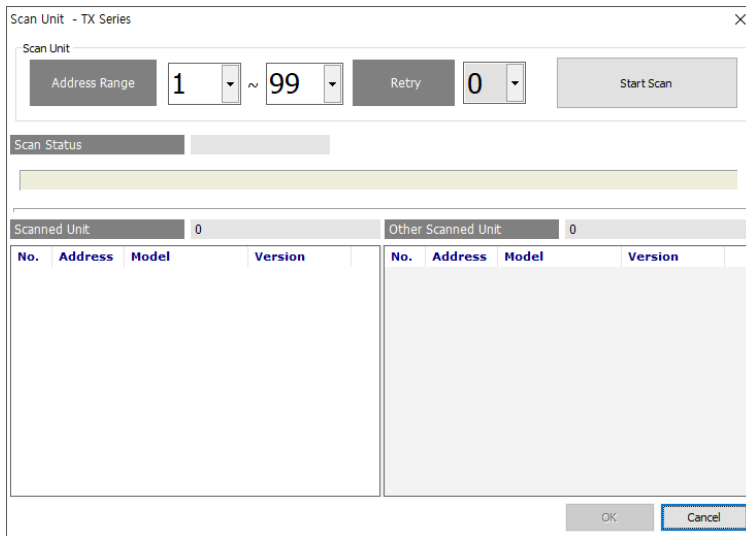 Scan Unit - TX Series
Scan Unit
Address Range 1 ~ 99 Retry 0 Start Scan
Scan Status
Scanned Unit 0 Other Scanned Unit 0
No. Address Model Version No. Address Model Version
OK Cancel